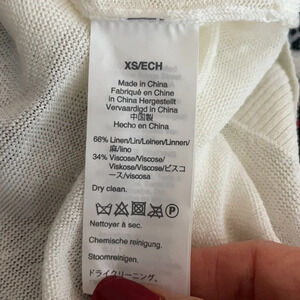 XS/ECH
Made in China
Fabriqué en Chine
in China Hergestellt
Vervaardigd in China
中国製
Hecho en China
66% Linen/Lin/Leinen/Linnen/
麻/lino
34% Viscose/Viscose/
Viskose/Viscose/ビスコ
ース/viscosa
Dry clean.
P
Nettoyer à sec.
Chemische reinigung.
Stoomreinigen.
ドライクリーニング。